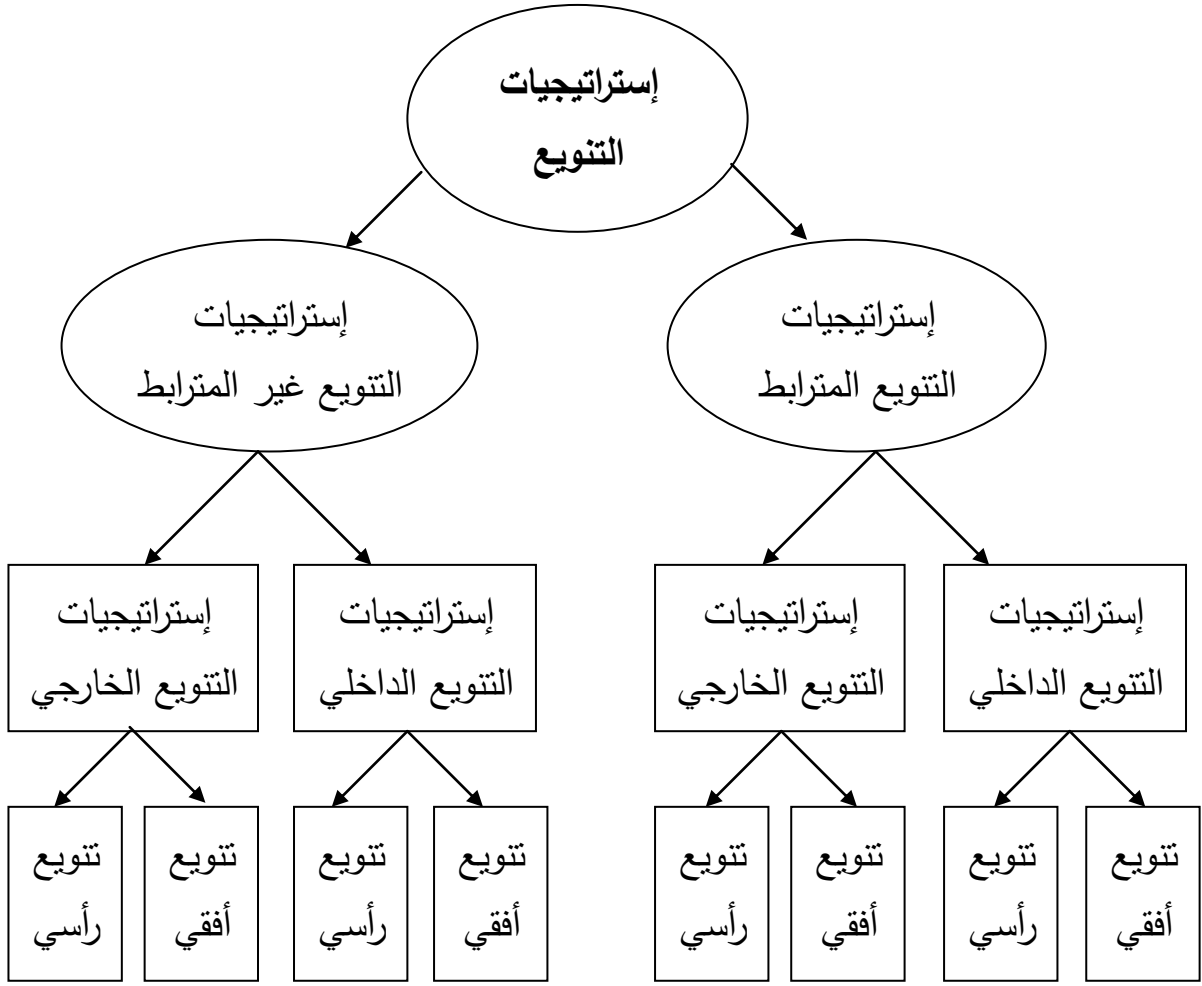 إستراتيجيات
التنويع
إستراتيجيات
التنويع المترابط
إستراتيجيات
التنويع غير المترابط
إستراتيجيات
التنويع الداخلي
إستراتيجيات
التنويع الخارجي
إستراتيجيات
التنويع الداخلي
إستراتيجيات
التنويع الخارجي
تنويع
أفقي
تنويع
رأسي
تنويع
أفقي
تنويع
رأسي
تنويع
أفقي
تنويع
رأسي
تنويع
أفقي
تنويع
رأسي